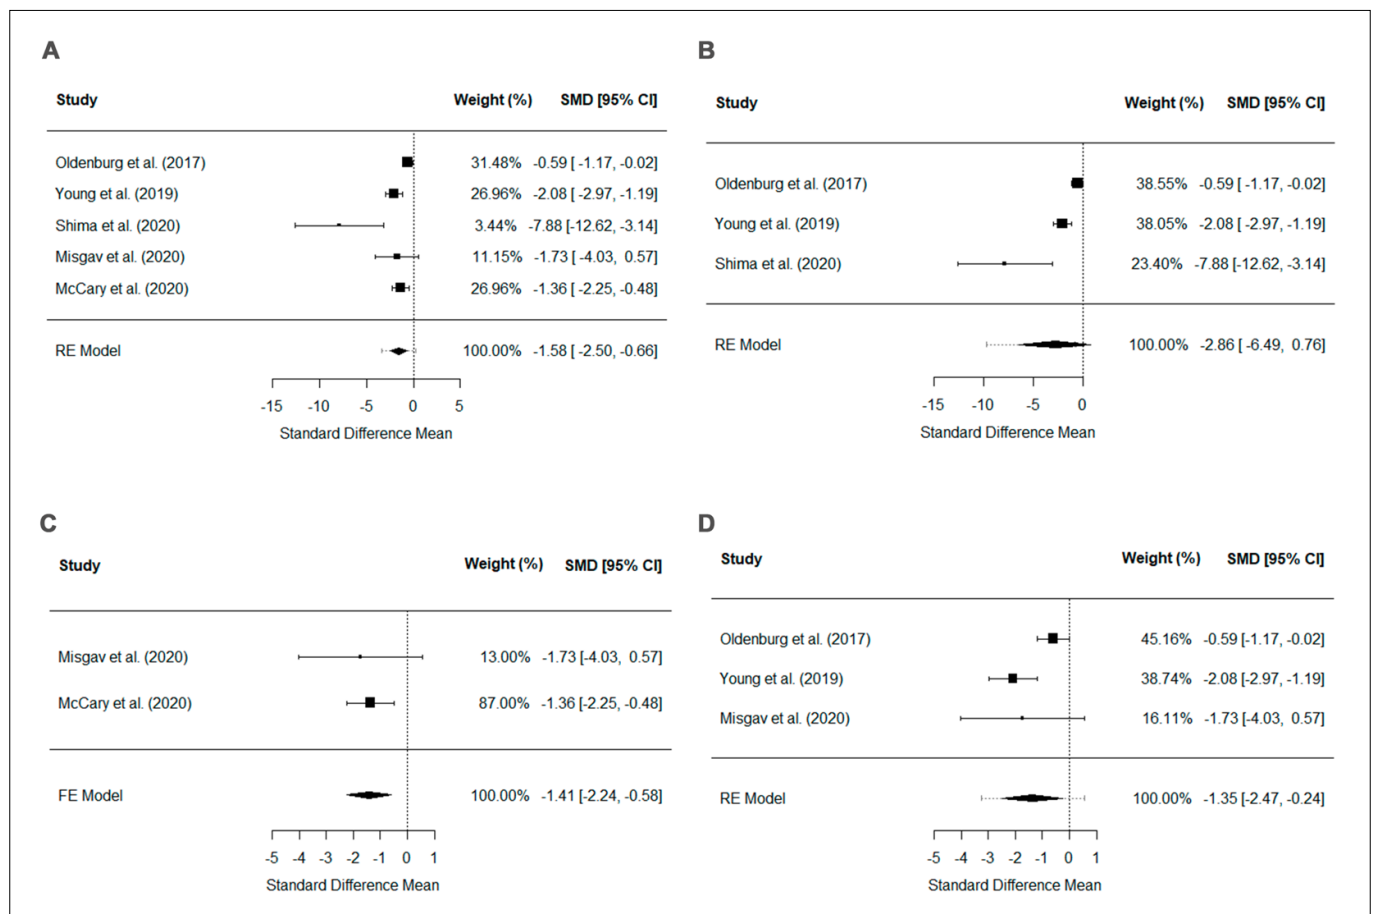 A
Study Weight (%) SMD [95% CI]
Oldenburg et al. (2017) 31.48% -0.59 [ -1.17, -0.02]
Young et al. (2019) 26.96% -2.08 [ -2.97, -1.19]
Shima et al. (2020) 3.44% -7.88 [-12.62, -3.14]
Misgav et al. (2020) 11.15% -1.73 [ -4.03, 0.57]
McCary et al. (2020) 26.96% -1.36 [ -2.25, -0.48]
RE Model 100.00% -1.58 [ -2.50, -0.66]
-15 -10 -5 0 5
Standard Difference Mean
B
Study Weight (%) SMD [95% CI]
Oldenburg et al. (2017) 38.55% -0.59 [ -1.17, -0.02]
Young et al. (2019) 38.05% -2.08 [ -2.97, -1.19]
Shima et al. (2020) 23.40% -7.88 [-12.62, -3.14]
RE Model 100.00% -2.86 [ -6.49, 0.76]
-15 -10 -5 0
Standard Difference Mean
C
Study Weight (%) SMD [95% CI]
Misgav et al. (2020) 13.00% -1.73 [-4.03, 0.57]
McCary et al. (2020) 87.00% -1.36 [-2.25, -0.48]
FE Model 100.00% -1.41 [-2.24, -0.58]
-5 -4 -3 -2 -1 0 1
Standard Difference Mean
D
Study Weight (%) SMD [95% CI]
Oldenburg et al. (2017) 45.16% -0.59 [-1.17, -0.02]
Young et al. (2019) 38.74% -2.08 [-2.97, -1.19]
Misgav et al. (2020) 16.11% -1.73 [-4.03, 0.57]
RE Model 100.00% -1.35 [-2.47, -0.24]
-5 -4 -3 -2 -1 0 1
Standard Difference Mean